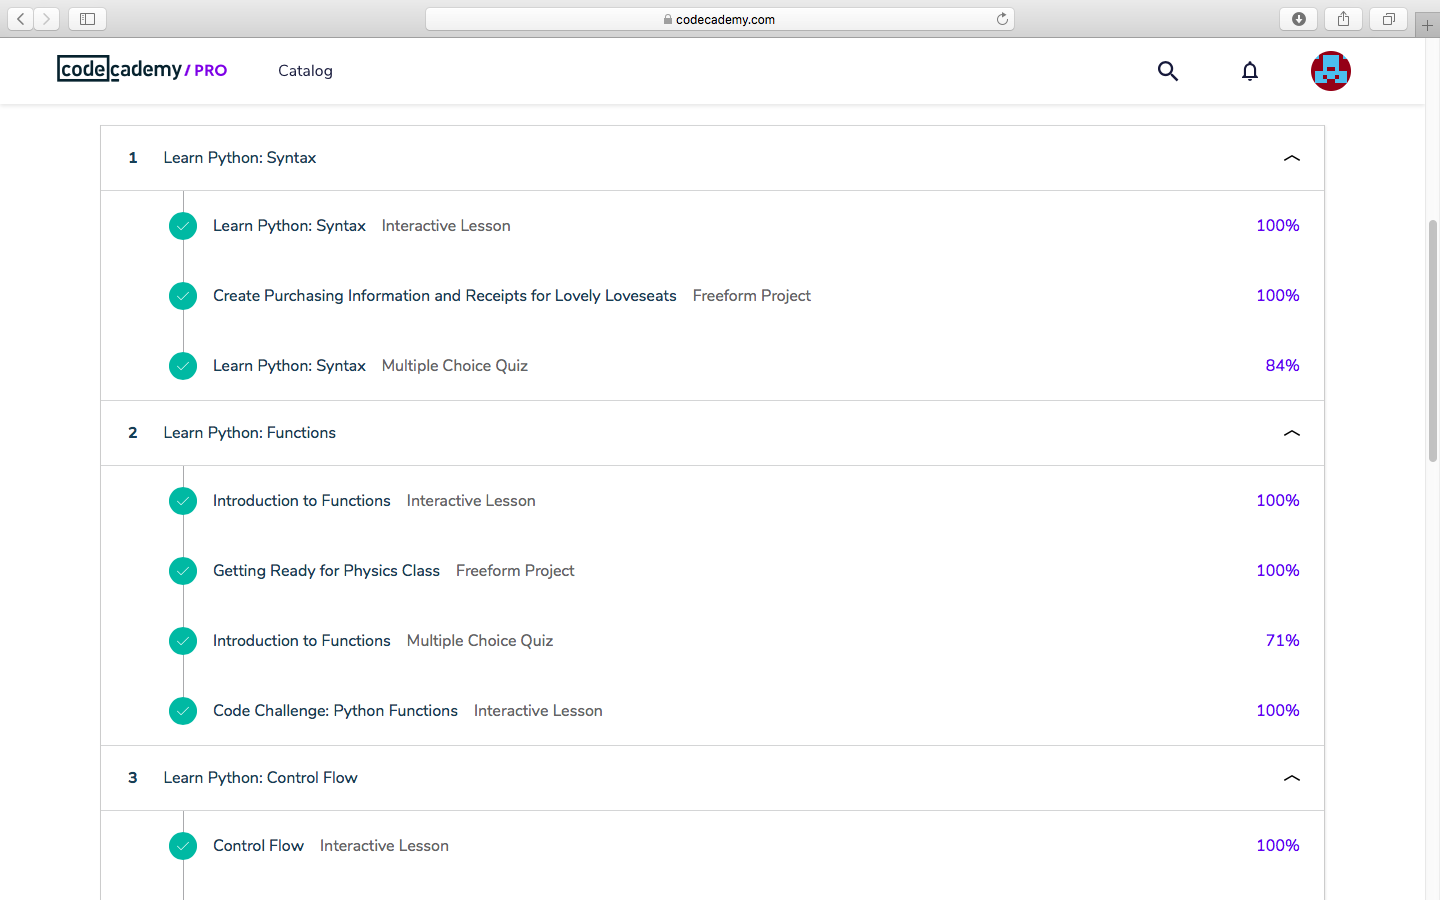 codecademy.com
codecademy / PRO Catalog
1 Learn Python: Syntax
Learn Python: Syntax Interactive Lesson 100%
Create Purchasing Information and Receipts for Lovely Loveseats Freeform Project 100%
Learn Python: Syntax Multiple Choice Quiz 84%
2 Learn Python: Functions
Introduction to Functions Interactive Lesson 100%
Getting Ready for Physics Class Freeform Project 100%
Introduction to Functions Multiple Choice Quiz 71%
Code Challenge: Python Functions Interactive Lesson 100%
3 Learn Python: Control Flow
Control Flow Interactive Lesson 100%